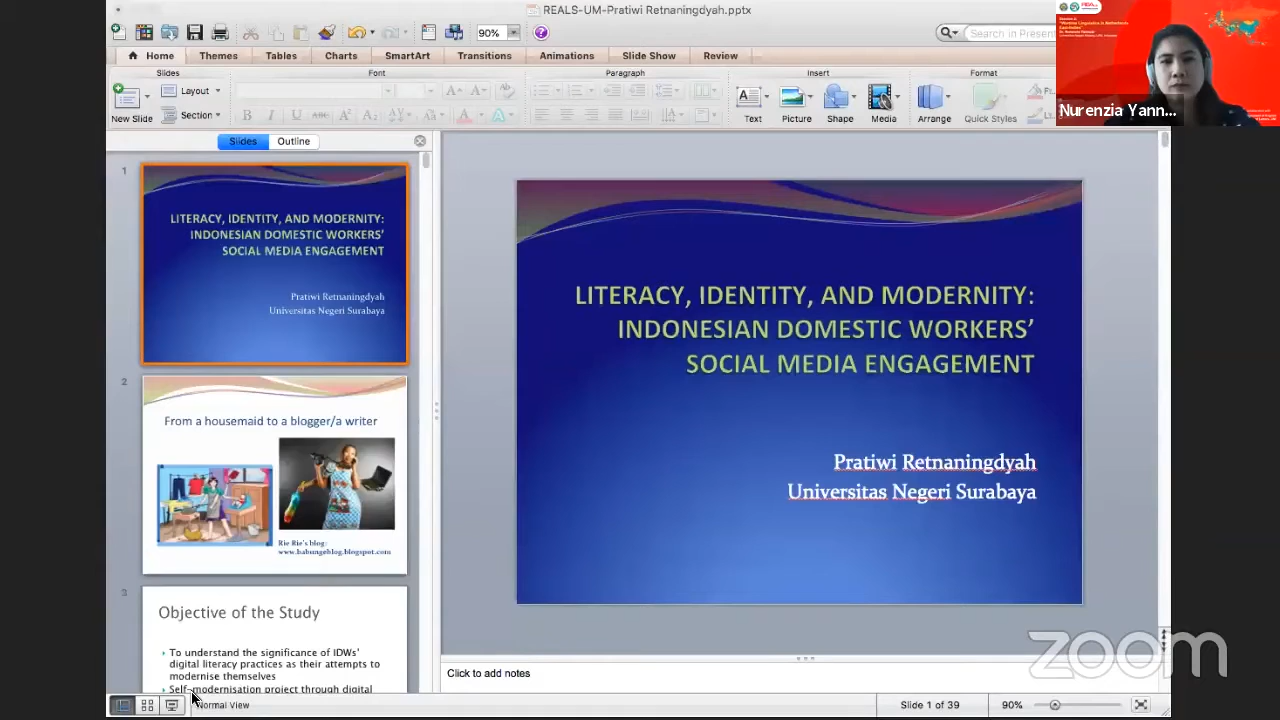 REALS-UM-Pratiwi Retnaningdyah.pptx
90%
Search in Presen
Home Themes Tables Charts SmartArt Transitions Animations Slide Show Review
Slides Font Paragraph Insert Format
New Slide Layout Section Text Picture Shape Media Arrange Quick Styles
Nurenzia Yann...
Slides Outline
1
LITERACY, IDENTITY, AND MODERNITY:
INDONESIAN DOMESTIC WORKERS'
SOCIAL MEDIA ENGAGEMENT
Pratiwi Retnaningdyah
Universitas Negeri Surabaya
2
From a housemaid to a blogger/a writer
Rie Rie's blog:
www.babungeblog.blogspot.com
3
Objective of the Study
To understand the significance of IDWs'
digital literacy practices as their attempts to
modernise themselves
Self-modernisation project through digital
LITERACY, IDENTITY, AND MODERNITY:
INDONESIAN DOMESTIC WORKERS'
SOCIAL MEDIA ENGAGEMENT
Pratiwi Retnaningdyah
Universitas Negeri Surabaya
Click to add notes
Normal View
Slide 1 of 39
90%
zoom